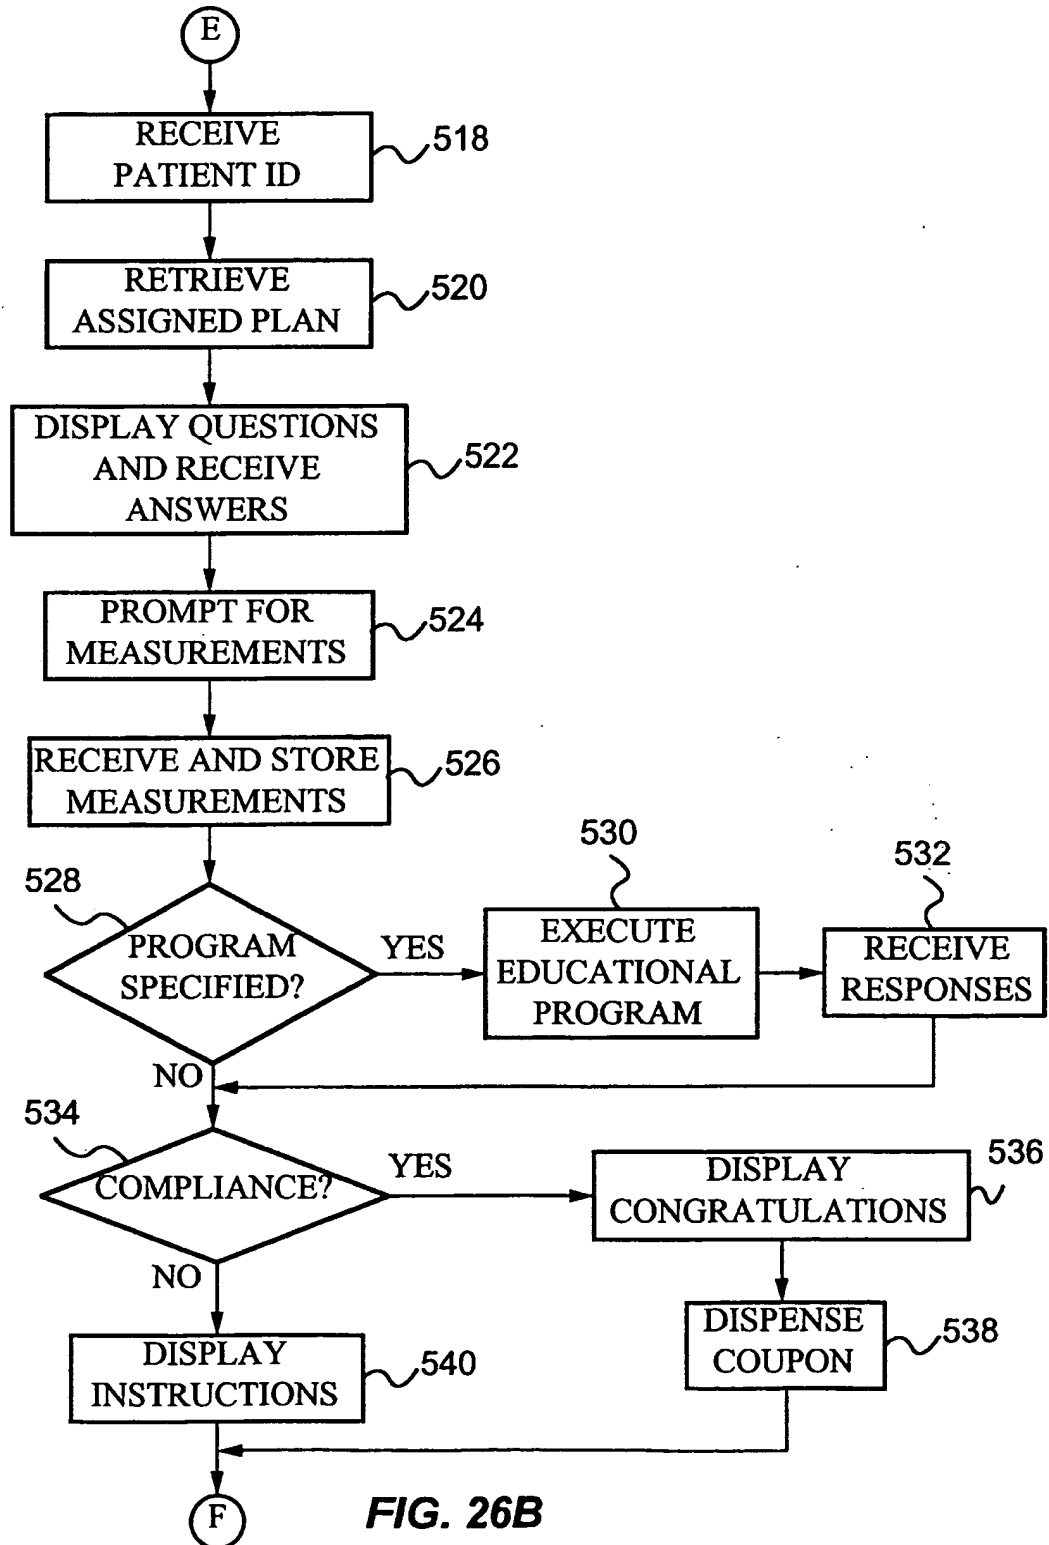 E
RECEIVE
PATIENT ID
518
RETRIEVE
ASSIGNED PLAN
520
DISPLAY QUESTIONS
AND RECEIVE
ANSWERS
522
PROMPT FOR
MEASUREMENTS
524
RECEIVE AND STORE
MEASUREMENTS
526
528
PROGRAM
SPECIFIED?
YES
530
EXECUTE
EDUCATIONAL
PROGRAM
532
RECEIVE
RESPONSES
NO
534
COMPLIANCE?
YES
DISPLAY
CONGRATULATIONS
536
DISPENSE
COUPON
538
NO
DISPLAY
INSTRUCTIONS
540
F
FIG. 26B